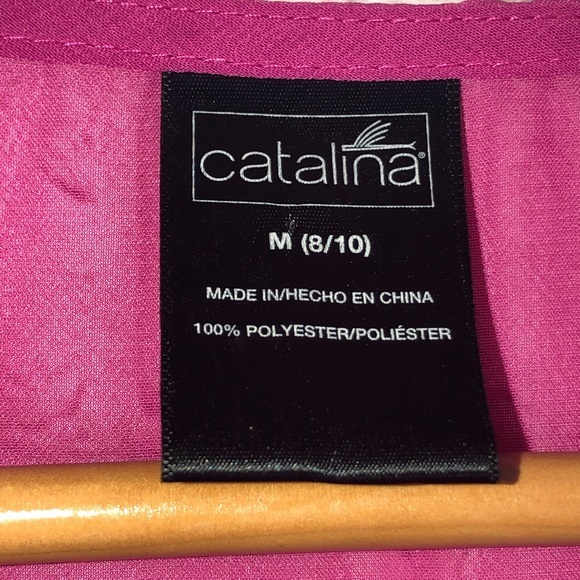 catalina®
M (8/10)
MADE IN/HECHO EN CHINA
100% POLYESTER/POLIÉSTER